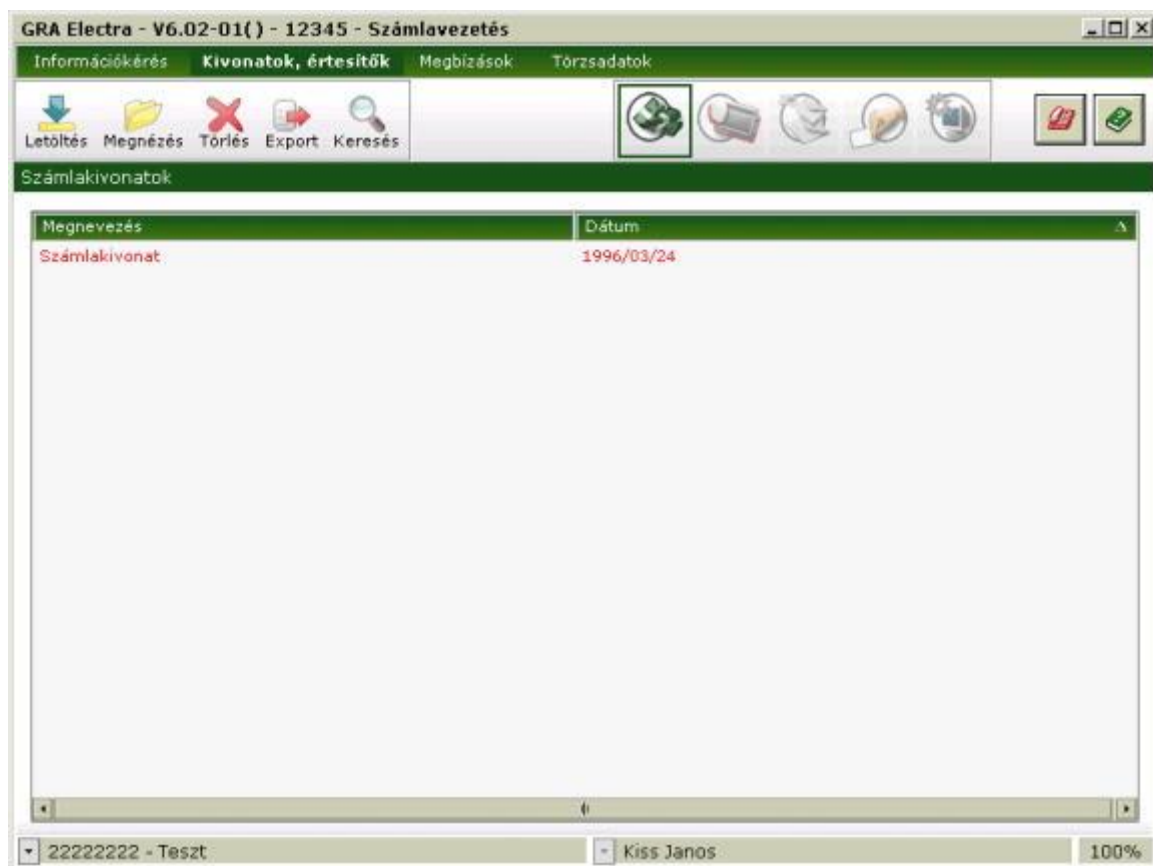 GRA Electra - V6.02-01( ) - 12345 - Számlavezetés
Információkérés Kivonatok, értesítők Megbízások Törzsadatok
Letöltés Megnézés Törlés Export Keresés
Számlakivonatok
Megnevezés Dátum
Számlakivonat 1996/03/24
22222222 - Teszt Kiss Janos 100%